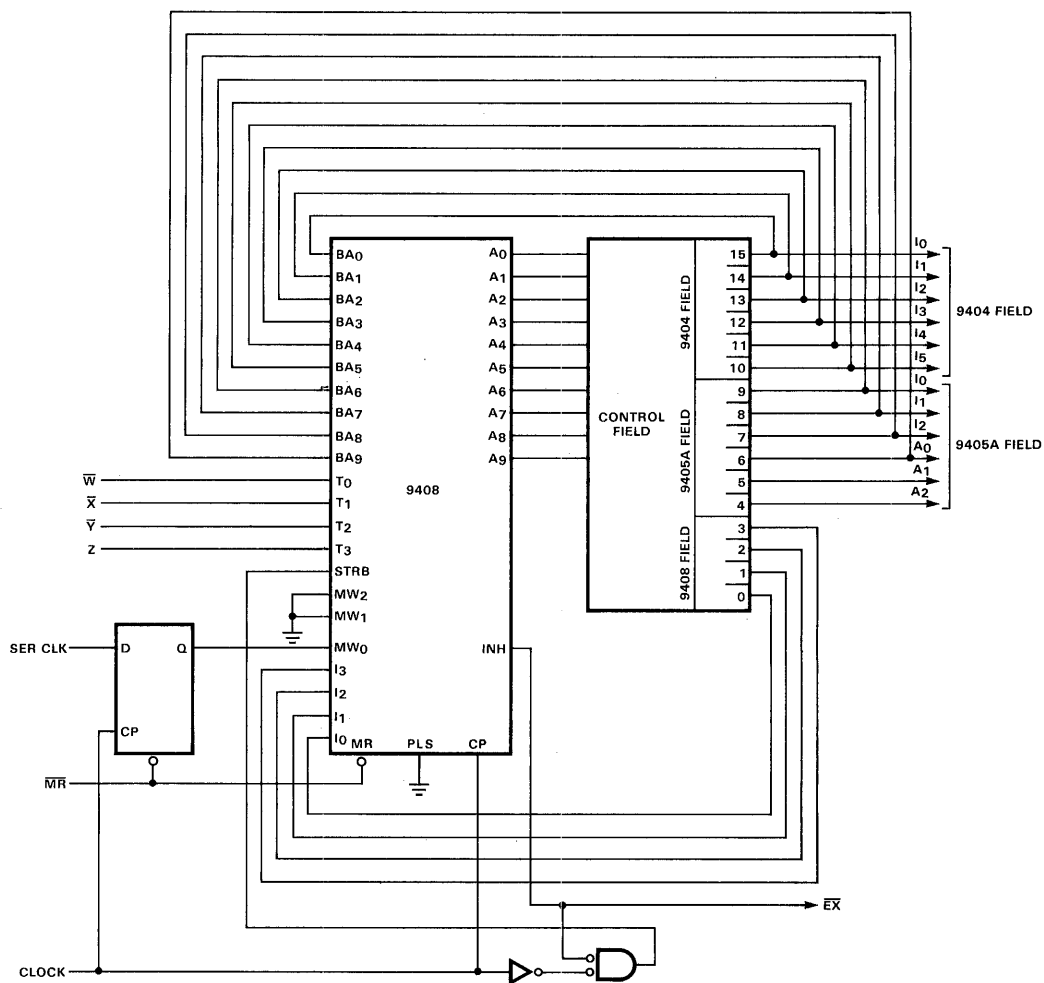 BA0 A0 15 I0
BA1 A1 14 I1
BA2 A2 13 I2
BA3 A3 12 I3
BA4 A4 11 I4
BA5 A5 10 I5
BA6 A6 9 I0
BA7 A7 8 I1
BA8 A8 7 I2
BA9 A9 6 A0
5 A1
4 A2
3
2
1
0
9404 FIELD
9405A FIELD
9408 FIELD
CONTROL
FIELD
9404 FIELD
9405A FIELD
9408
W̅ T0
X̅ T1
Y̅ T2
Z T3
STRB
MW2
MW1
SER CLK D Q MW0 INH
I3
I2
I1
I0
CP
MR PLS CP
M̅R̅
E̅X̅
CLOCK